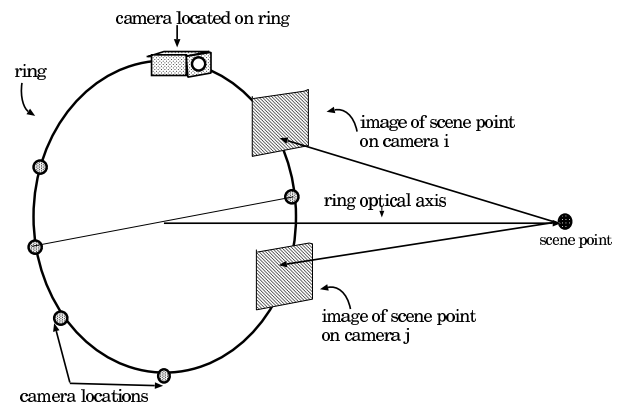 camera located on ring
ring
image of scene point
on camera i
ring optical axis
scene point
image of scene point
on camera j
camera locations